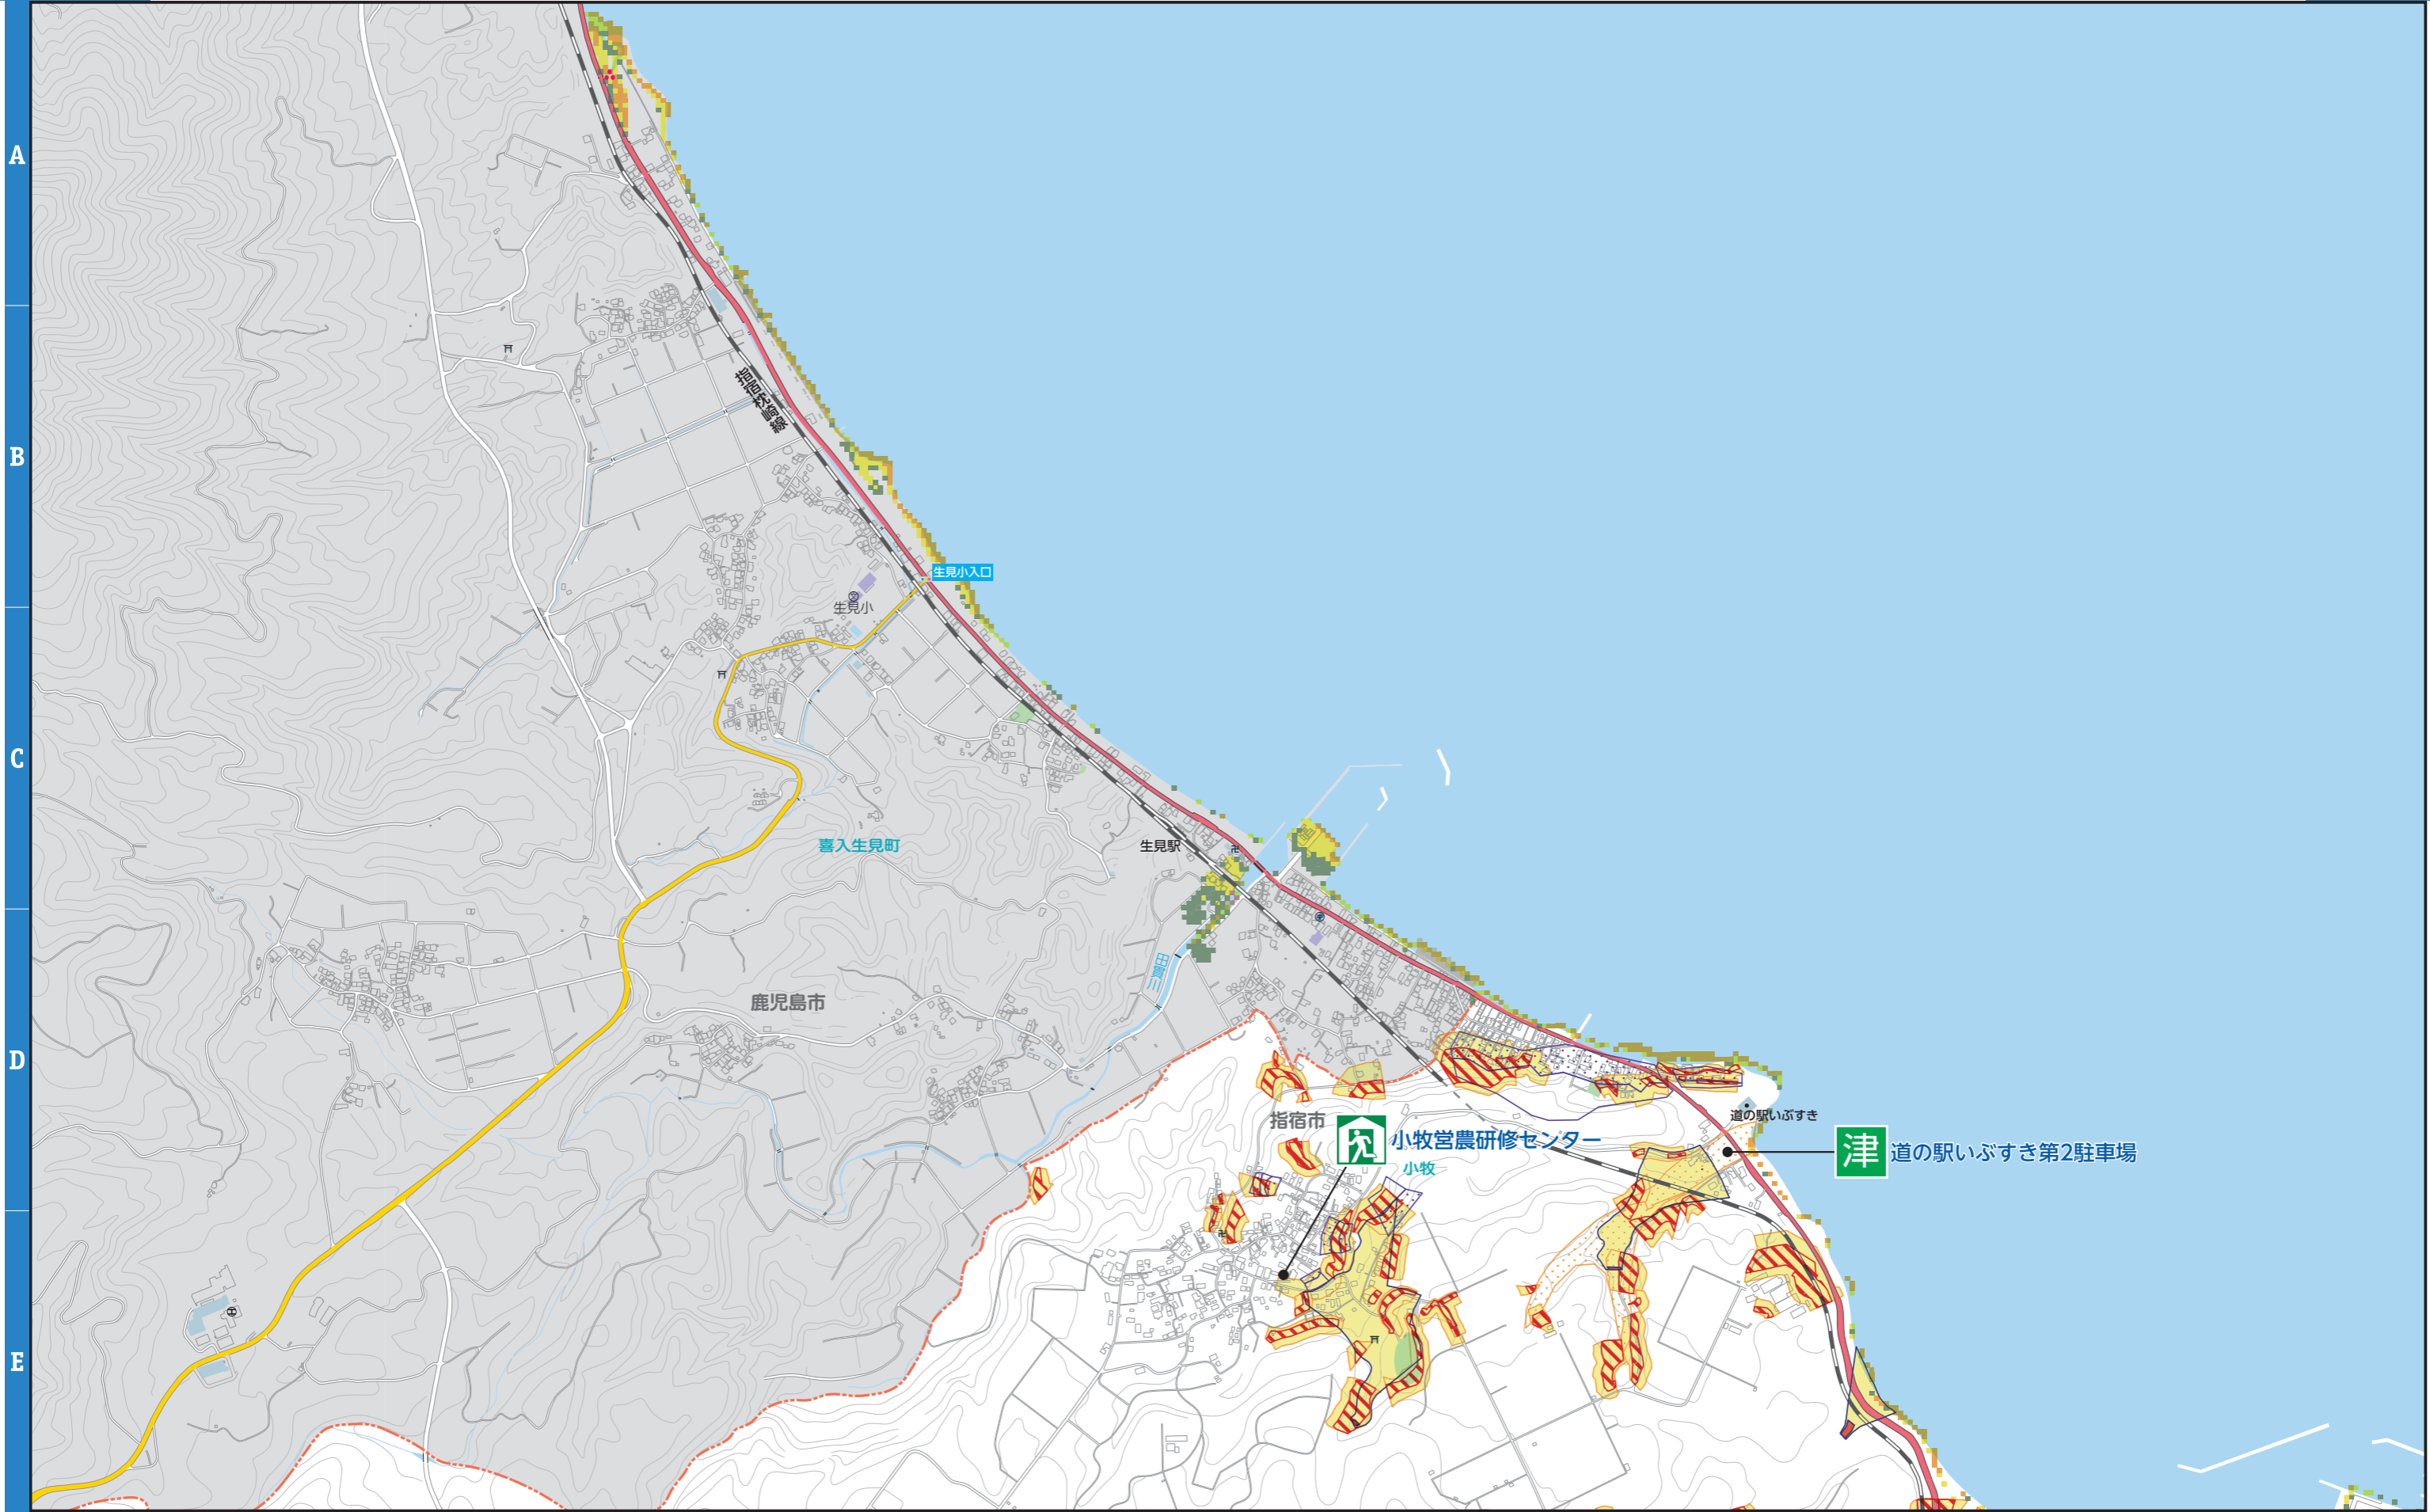 A
B
C
D
E
指宿枕崎線
生見小入口
生見小
喜入生見町
生見駅
田貫川
鹿児島市
指宿市
小牧営農研修センター
小牧
道の駅いぶすき
津
道の駅いぶすき第2駐車場